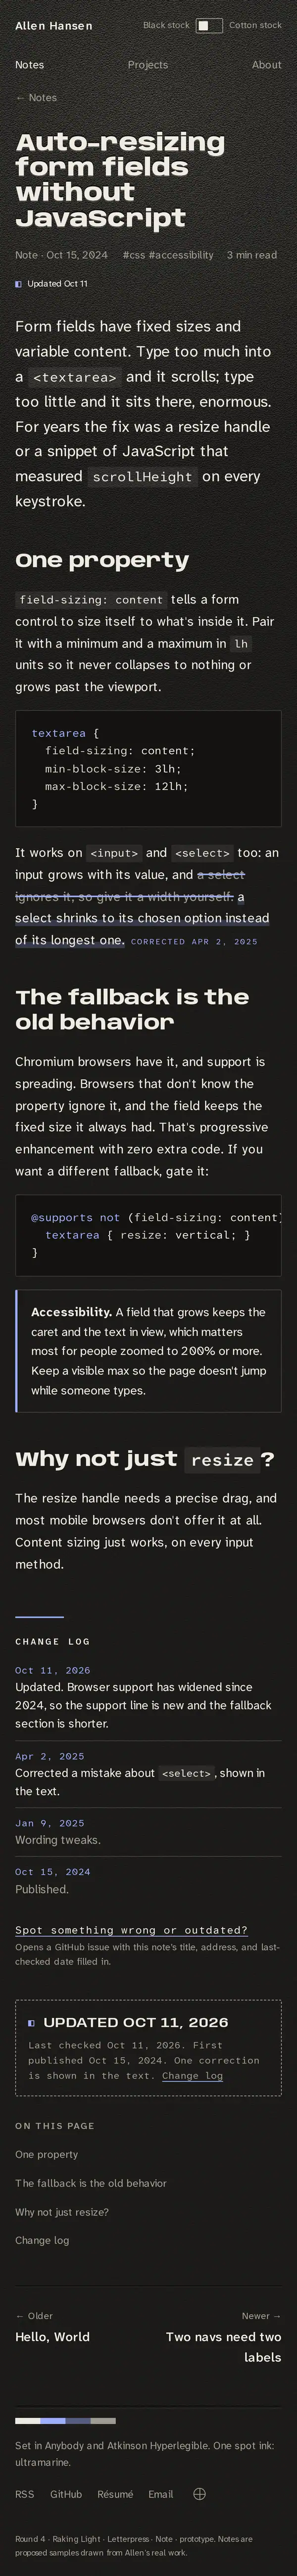 Allen Hansen
Black stock
Cotton stock
Notes
Projects
About
← Notes
Auto-resizing
form fields
without
JavaScript
Note · Oct 15, 2024 #css #accessibility 3 min read
Updated Oct 11
Form fields have fixed sizes and
variable content. Type too much into
a <textarea> and it scrolls; type
too little and it sits there, enormous.
For years the fix was a resize handle
or a snippet of JavaScript that
measured scrollHeight on every
keystroke.
One property
field-sizing: content tells a form
control to size itself to what's inside it. Pair
it with a minimum and a maximum in lh
units so it never collapses to nothing or
grows past the viewport.
textarea {
field-sizing: content;
min-block-size: 3lh;
max-block-size: 12lh;
}
It works on <input> and <select> too: an
input grows with its value, and a select
ignores it, so give it a width yourself. a
select shrinks to its chosen option instead
of its longest one. CORRECTED APR 2, 2025
The fallback is the
old behavior
Chromium browsers have it, and support is
spreading. Browsers that don't know the
property ignore it, and the field keeps the
fixed size it always had. That's progressive
enhancement with zero extra code. If you
want a different fallback, gate it:
@supports not (field-sizing: content)
textarea { resize: vertical; }
}
Accessibility. A field that grows keeps the
caret and the text in view, which matters
most for people zoomed to 200% or more.
Keep a visible max so the page doesn't jump
while someone types.
Why not just resize?
The resize handle needs a precise drag, and
most mobile browsers don't offer it at all.
Content sizing just works, on every input
method.
CHANGE LOG
Oct 11, 2026
Updated. Browser support has widened since
2024, so the support line is new and the fallback
section is shorter.
Apr 2, 2025
Corrected a mistake about <select>, shown in
the text.
Jan 9, 2025
Wording tweaks.
Oct 15, 2024
Published.
Spot something wrong or outdated?
Opens a GitHub issue with this note's title, address, and last-
checked date filled in.
UPDATED OCT 11, 2026
Last checked Oct 11, 2026. First
published Oct 15, 2024. One correction
is shown in the text. Change log
ON THIS PAGE
One property
The fallback is the old behavior
Why not just resize?
Change log
← Older
Hello, World
Newer →
Two navs need two
labels
Set in Anybody and Atkinson Hyperlegible. One spot ink:
ultramarine.
RSS GitHub Résumé Email
Round 4 · Raking Light · Letterpress · Note · prototype. Notes are
proposed samples drawn from Allen's real work.